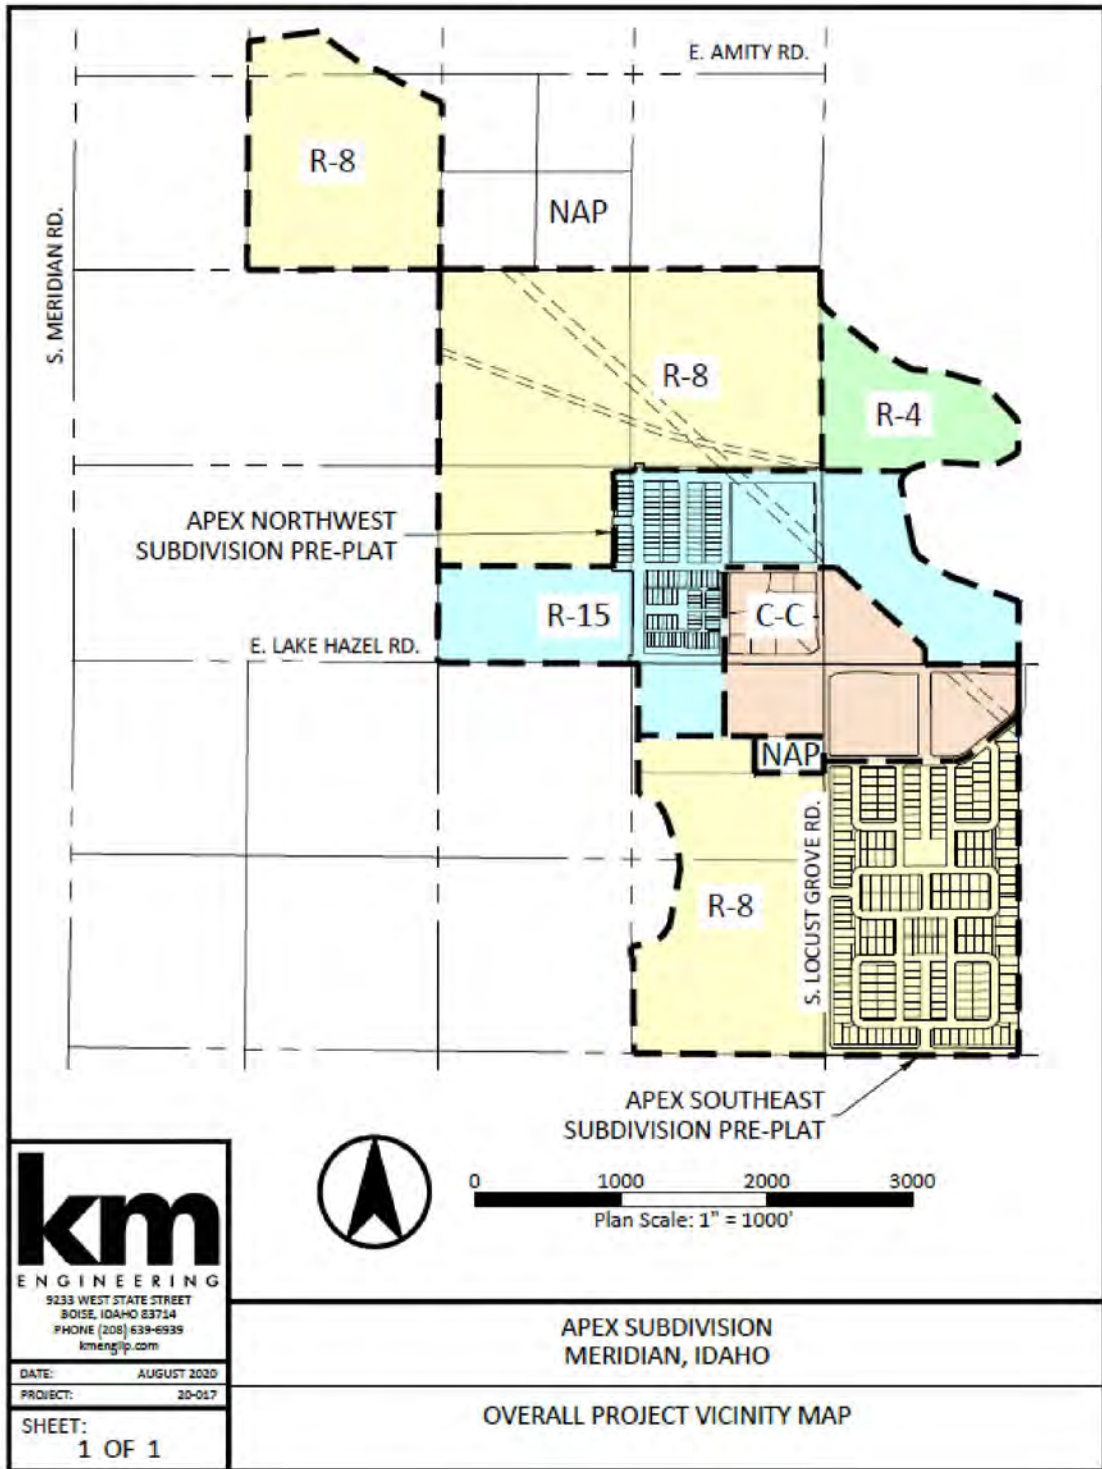 E. AMITY RD.
R-8
NAP
S. MERIDIAN RD.
R-8
R-4
APEX NORTHWEST
SUBDIVISION PRE-PLAT
R-15
C-C
E. LAKE HAZEL RD.
NAP
S. LOCUST GROVE RD.
R-8
APEX SOUTHEAST
SUBDIVISION PRE-PLAT
0 1000 2000 3000
Plan Scale: 1" = 1000'
km
ENGINEERING
9233 WEST STATE STREET
BOISE, IDAHO 83714
PHONE (208) 639-6939
kmengllp.com
DATE: AUGUST 2020
PROJECT: 20-017
SHEET:
1 OF 1
APEX SUBDIVISION
MERIDIAN, IDAHO
OVERALL PROJECT VICINITY MAP